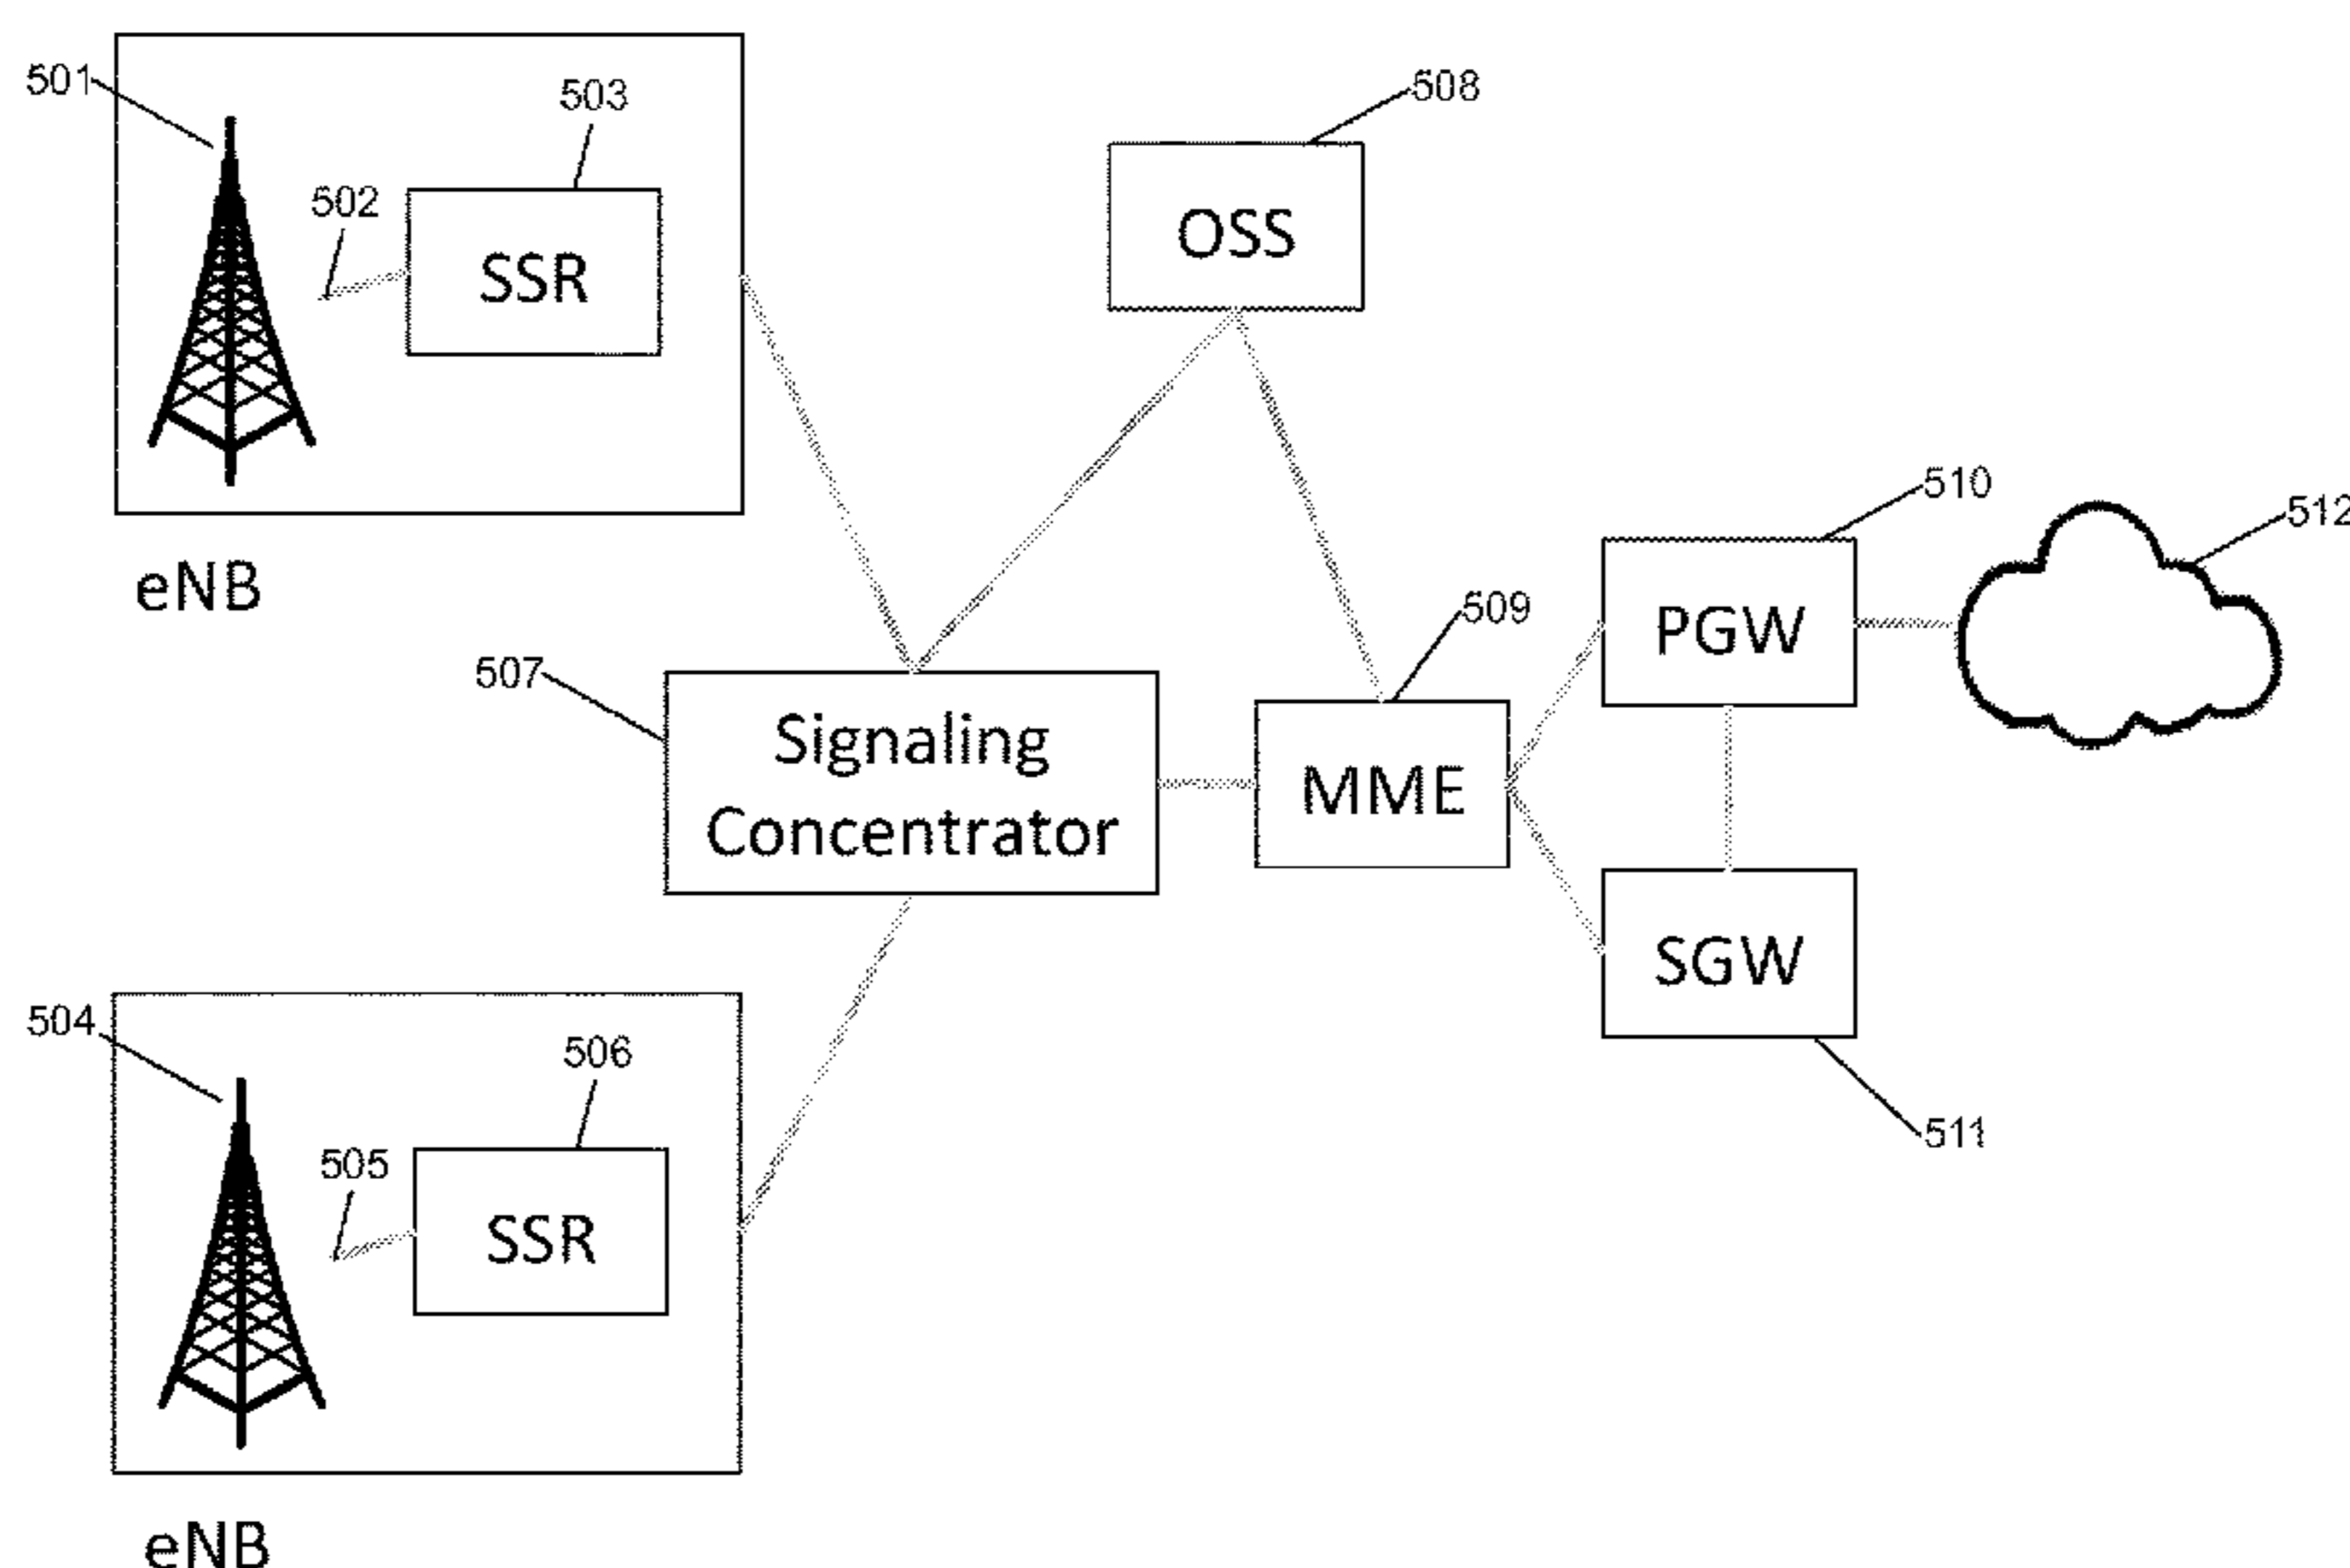 501
503
502
SSR
eNB
508
OSS
510
512
509
PGW
507
Signaling
Concentrator
MME
SGW
511
504
506
505
SSR
eNB